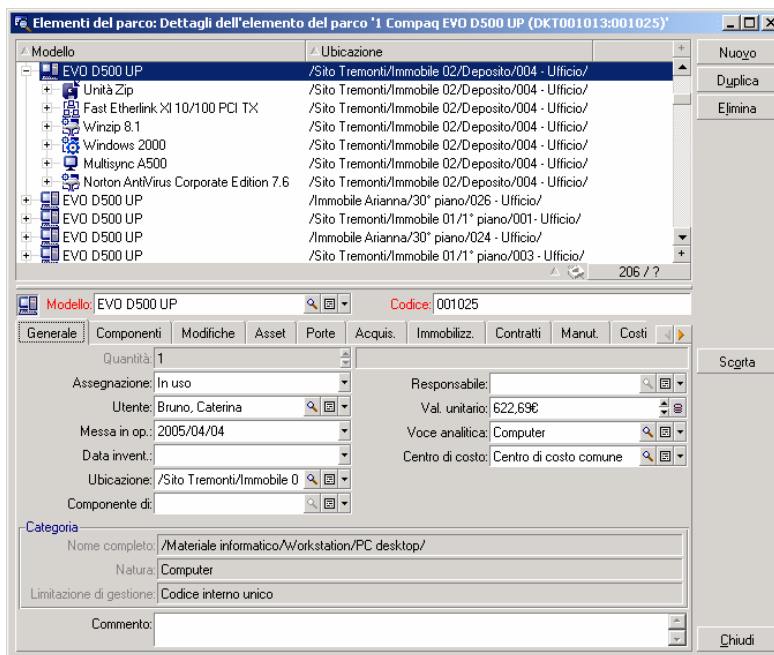 Elementi del parco: Dettagli dell'elemento del parco '1 Compaq EVO D500 UP (DKT001013:001025)'
Modello Ubicazione
EVO D500 UP /Sito Tremonti/Immobile 02/Deposito/004 - Ufficio/
Unità Zip /Sito Tremonti/Immobile 02/Deposito/004 - Ufficio/
Fast Etherlink XI 10/100 PCI TX /Sito Tremonti/Immobile 02/Deposito/004 - Ufficio/
Winzip 8.1 /Sito Tremonti/Immobile 02/Deposito/004 - Ufficio/
Windows 2000 /Sito Tremonti/Immobile 02/Deposito/004 - Ufficio/
Multisync A500 /Sito Tremonti/Immobile 02/Deposito/004 - Ufficio/
Norton AntiVirus Corporate Edition 7.6 /Sito Tremonti/Immobile 02/Deposito/004 - Ufficio/
EVO D500 UP /Immobile Arianna/30° piano/026 - Ufficio/
EVO D500 UP /Sito Tremonti/Immobile 01/1° piano/001- Ufficio/
EVO D500 UP /Immobile Arianna/30° piano/024 - Ufficio/
EVO D500 UP /Sito Tremonti/Immobile 01/1° piano/003 - Ufficio/
206 / ?
Nuovo
Duplica
Elimina
Modello: EVO D500 UP Codice: 001025
Generale Componenti Modifiche Asset Porte Acquis. Immobilizz. Contratti Manut. Costi
Quantità: 1
Scorta
Assegnazione: In uso Responsabile:
Utente: Bruno, Caterina Val. unitario: 622,69€
Messa in op.: 2005/04/04 Voce analitica: Computer
Data invent.: Centro di costo: Centro di costo comune
Ubicazione: /Sito Tremonti/Immobile 0
Componente di:
Categoria
Nome completo: /Materiale informatico/Workstation/PC desktop/
Natura: Computer
Limitazione di gestione: Codice interno unico
Commento:
Chiudi